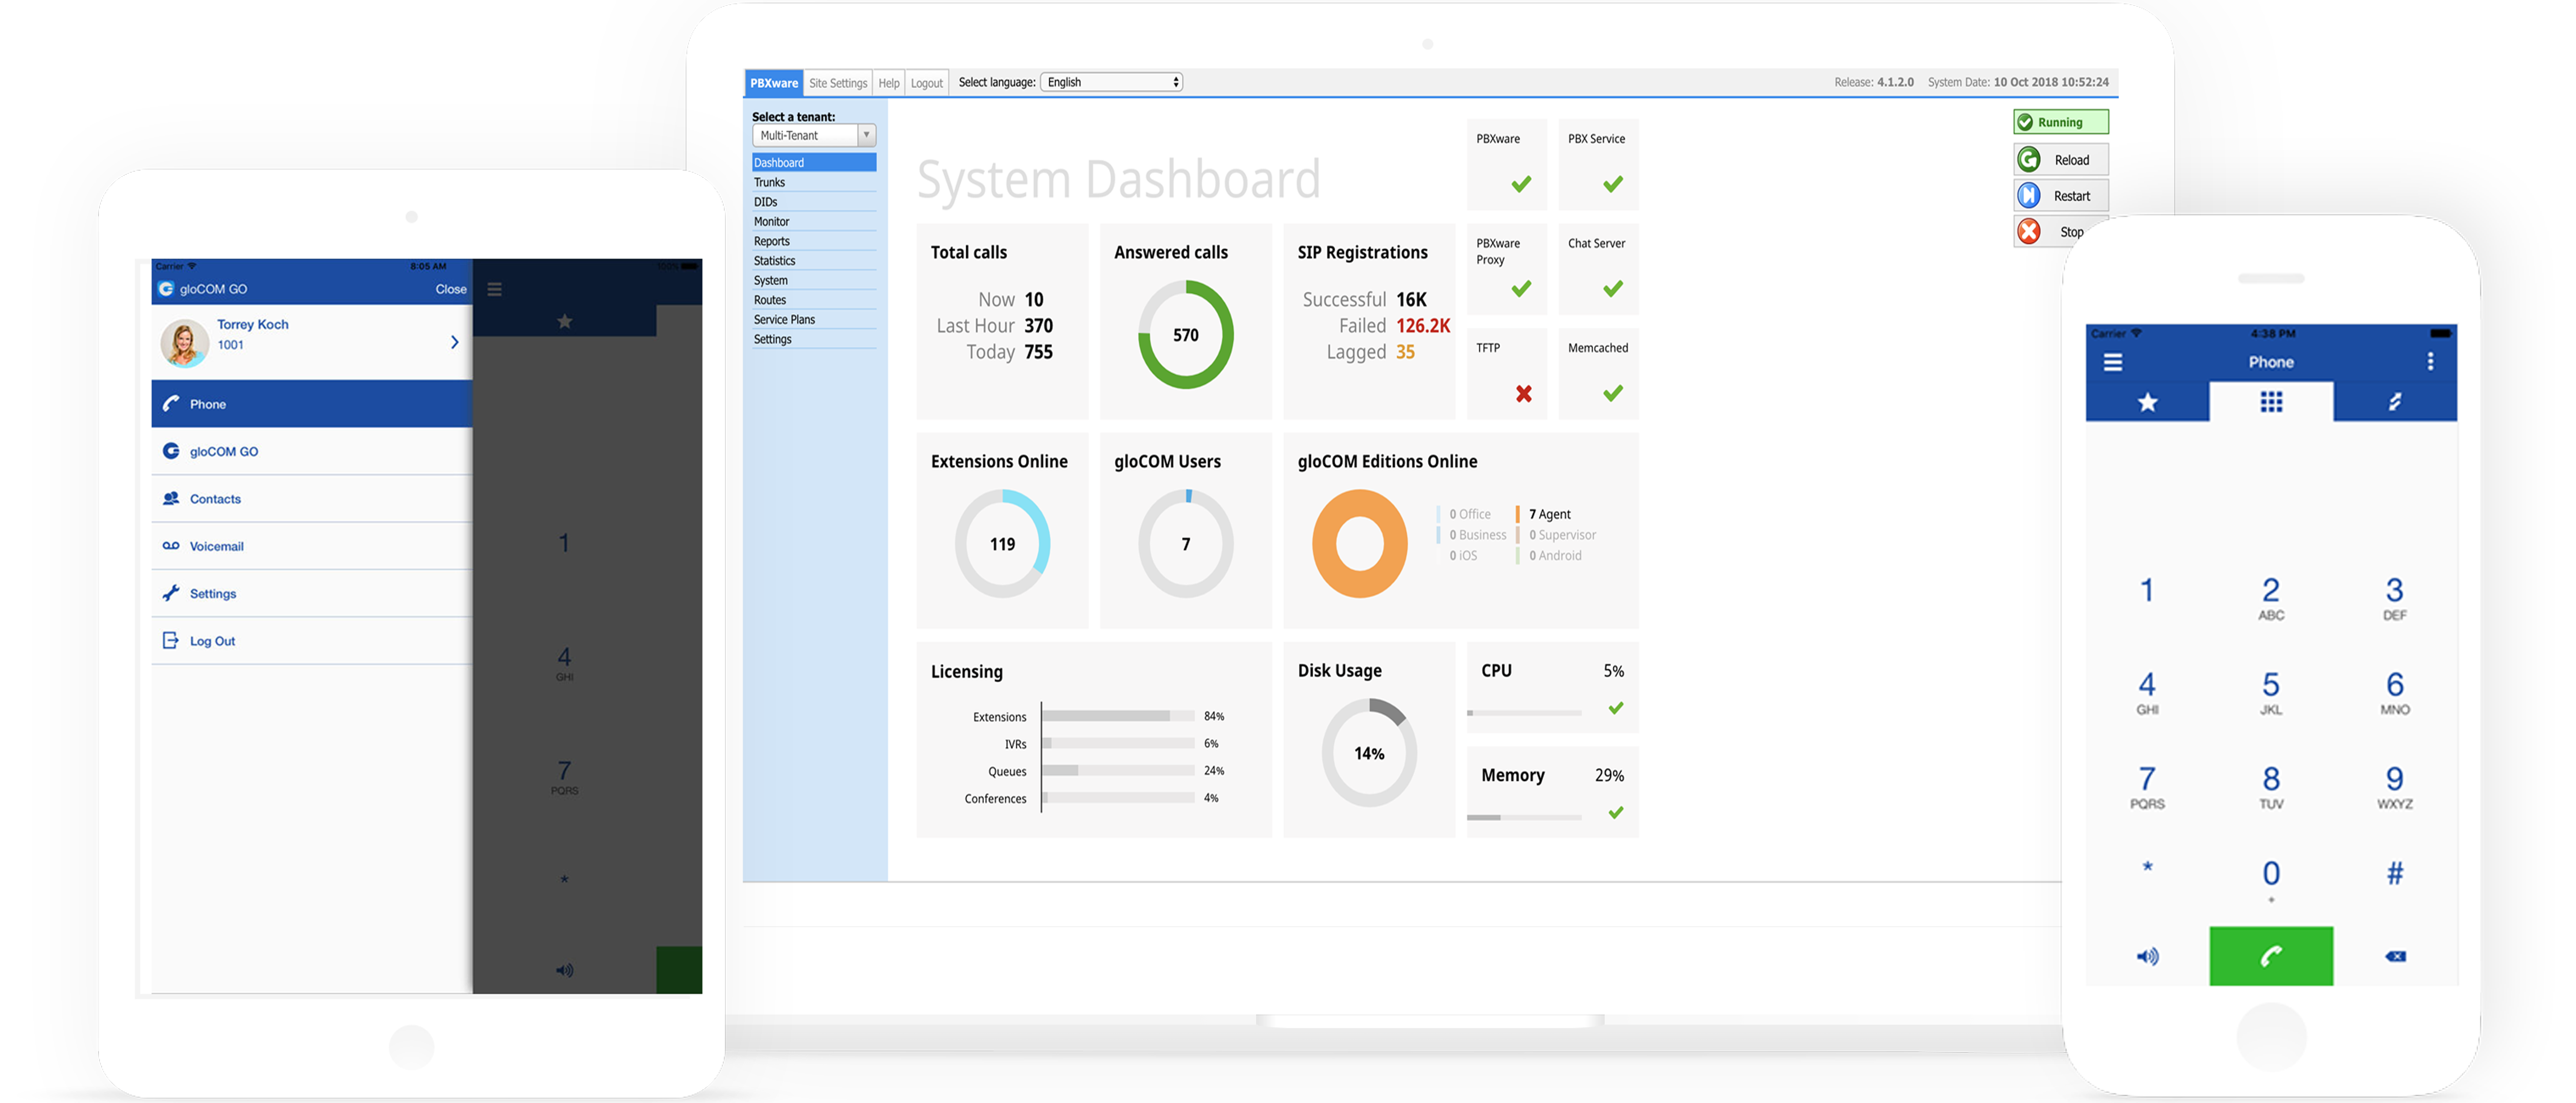 Carrier 8:05 AM 100%
gloCOM GO Close
Torrey Koch
1001
Phone
gloCOM GO
Contacts
Voicemail
Settings
Log Out
1
4
GHI
7
PQRS
*
PBXware Site Settings Help Logout Select language: English Release: 4.1.2.0 System Date: 10 Oct 2018 10:52:24
Select a tenant:
Multi-Tenant
Dashboard
Trunks
DIDs
Monitor
Reports
Statistics
System
Routes
Service Plans
Settings
System Dashboard
PBXware PBX Service
Running
Reload
Restart
Stop
Total calls
Now 10
Last Hour 370
Today 755
Answered calls
570
SIP Registrations
Successful 16K
Failed 126.2K
Lagged 35
PBXware
Proxy
Chat Server
TFTP Memcached
Extensions Online
119
gloCOM Users
7
gloCOM Editions Online
0 Office 7 Agent
0 Business 0 Supervisor
0 iOS 0 Android
Licensing
Extensions 84%
IVRs 6%
Queues 24%
Conferences 4%
Disk Usage
14%
CPU 5%
Memory 29%
Carrier 4:38 PM
Phone
1 2 3
ABC DEF
4 5 6
GHI JKL MNO
7 8 9
PQRS TUV WXYZ
* 0 #
+